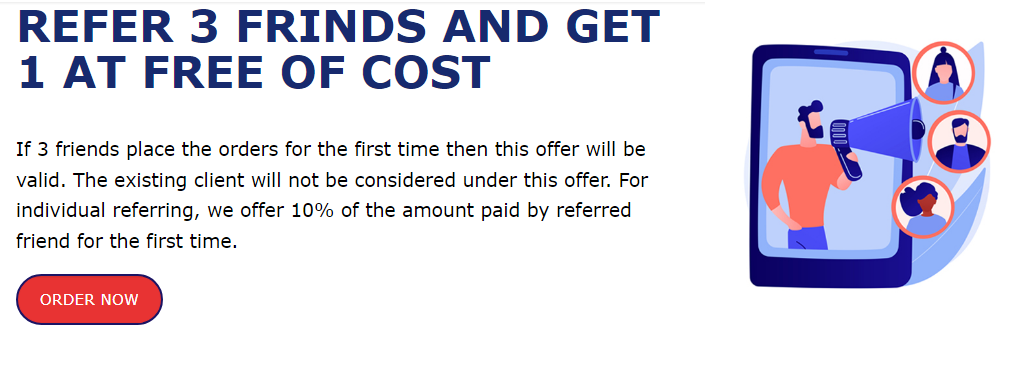 REFER 3 FRINDS AND GET
1 AT FREE OF COST
If 3 friends place the orders for the first time then this offer will be
valid. The existing client will not be considered under this offer. For
individual referring, we offer 10% of the amount paid by referred
friend for the first time.
ORDER NOW